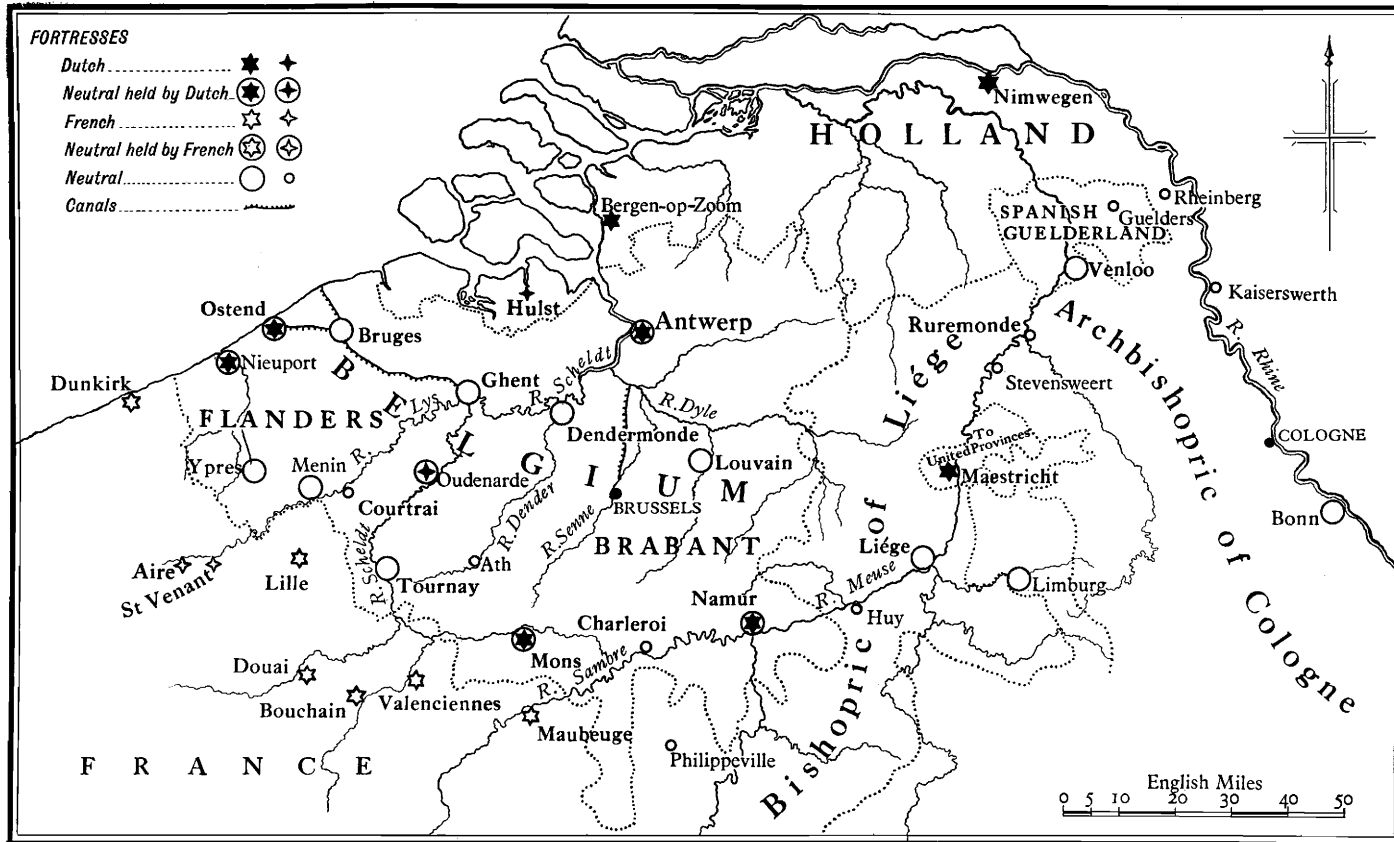 FORTRESSES
Dutch
Neutral held by Dutch
French
Neutral held by French
Neutral
Canals
Nimwegen
HOLLAND
Bergen-op-Zoom
Rheinberg
SPANISH
GUELDERLAND
Guelders
Venloo
Kaiserswerth
R. Rhine
Hulst
Ostend
Bruges
Antwerp
Ruremonde
Nieuport
Dunkirk
Ghent
R. Scheldt
Stevensweert
BELGIUM
FLANDERS
R. Lys
R. Dyle
Dendermonde
Archbishopric of Cologne
COLOGNE
To
United Provinces
Maestricht
Ypres
Menin
Oudenarde
Louvain
Courtrai
R. Dender
R. Senne
BRUSSELS
BRABANT
Bonn
Bishopric of Liége
Aire
St Venant
Lille
R. Scheldt
Tournay
Ath
Liége
R. Meuse
Limburg
Namur
Huy
Charleroi
Mons
R. Sambre
Douai
Bouchain
Valenciennes
Maubeuge
Philippeville
FRANCE
English Miles
0 5 10 20 30 40 50